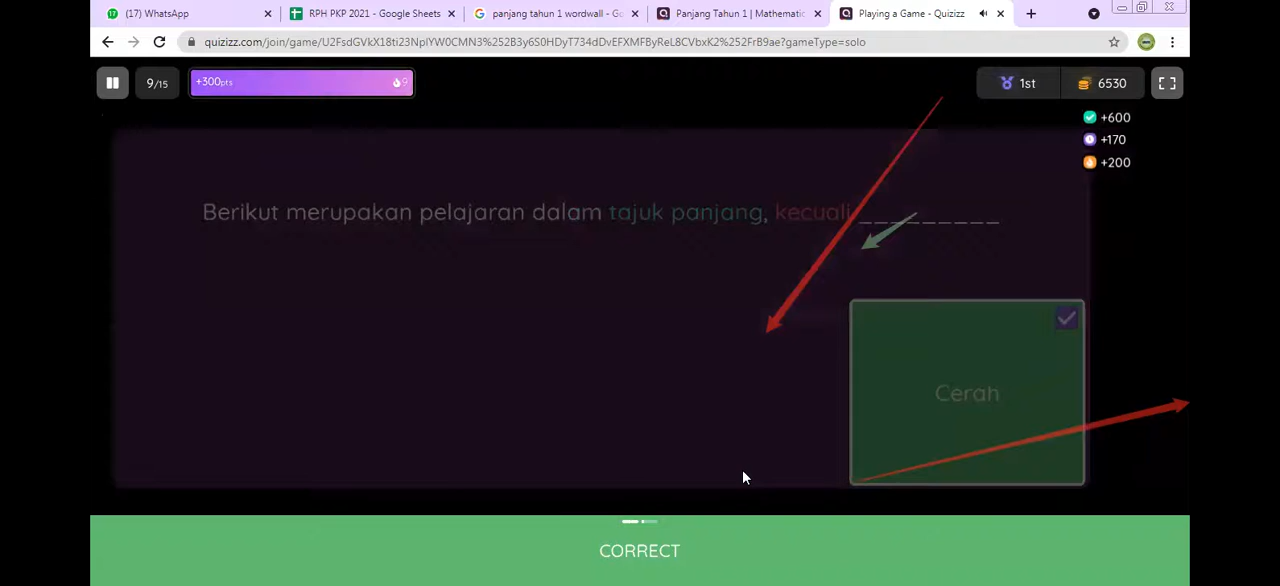 (17) WhatsApp
RPH PKP 2021 - Google Sheets
panjang tahun 1 wordwall - Go
Panjang Tahun 1 | Mathematic
Playing a Game - Quizizz
quizizz.com/join/game/U2FsdGVkX18ti23NplYW0CMN3%252B3y6S0HDyT734dDvEFXMFByReL8CVbxK2%252FrB9ae?gameType=solo
9/15
+300pts
9
1st
6530
+600
+170
+200
Berikut merupakan pelajaran dalam tajuk panjang, kecuali _________
Cerah
CORRECT